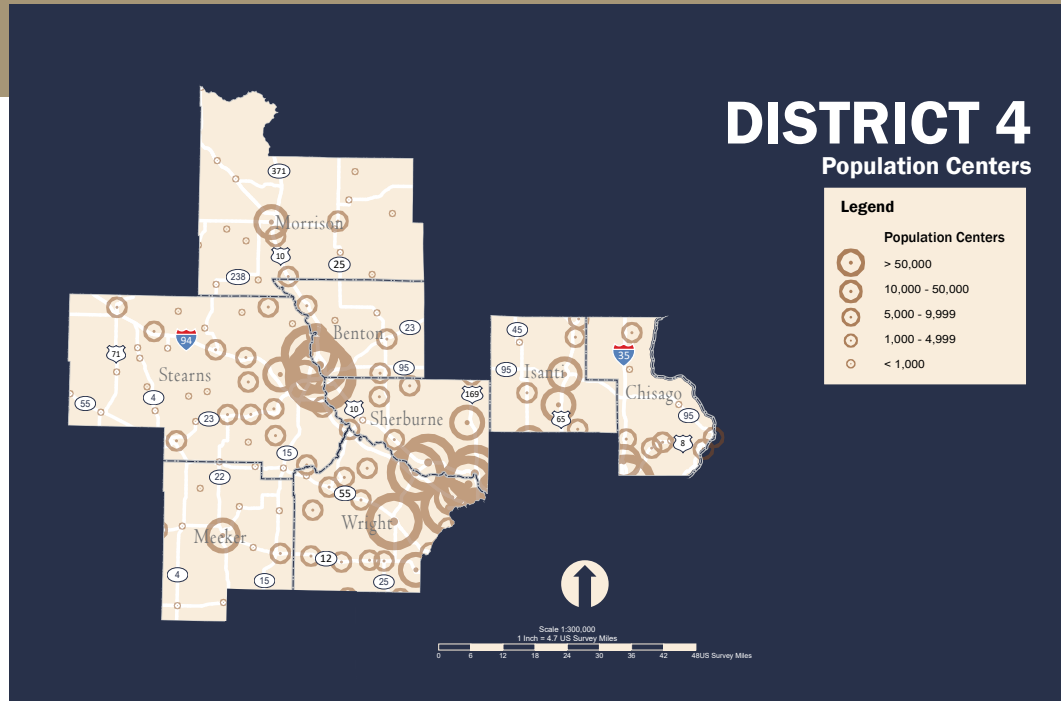 DISTRICT 4
Population Centers
Legend
Population Centers
> 50,000
10,000 - 50,000
5,000 - 9,999
1,000 - 4,999
< 1,000
371
Morrison
10
25
238
Benton
23
94
71
Stearns
95
55
4
23
10
169
Sherburne
15
22
55
Wright
Meeker
12
4
15
25
45
95
Isanti
35
Chisago
65
95
8
Scale 1:300,000
1 Inch = 4.7 US Survey Miles
0 6 12 18 24 30 36 42 48US Survey Miles